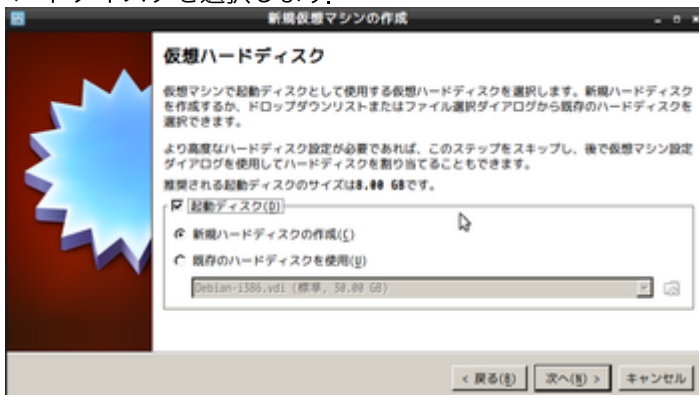 新規仮想マシンの作成
仮想ハードディスク
仮想マシンで起動ディスクとして使用する仮想ハードディスクを選択します。新規ハードディスク
を作成するか、ドロップダウンリストまたはファイル選択ダイアログから既存のハードディスクを
選択できます。
より高度なハードディスク設定が必要であれば、このステップをスキップし、後で仮想マシン設定
ダイアログを使用してハードディスクを割り当てることもできます。
推奨される起動ディスクのサイズは8.00 GBです。
起動ディスク(D)
新規ハードディスクの作成(C)
既存のハードディスクを使用(U)
Debian-i386.vdi (標準, 50.00 GB)
< 戻る(B) 次へ(N) > キャンセル